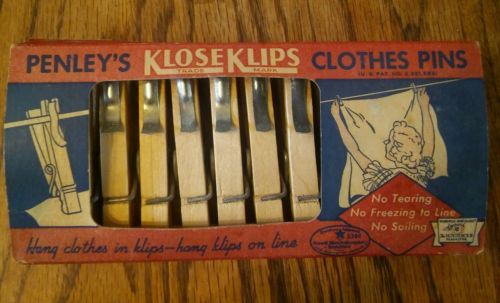 PENLEY'S KLOSE KLIPS CLOTHES PINS
TRADE MARK
No Tearing
No Freezing to Line
No Soiling
Hang clothes in klips-hang klips on line